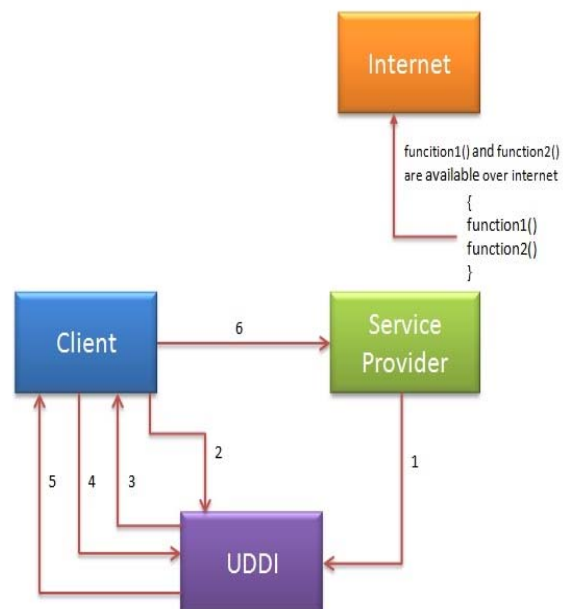 Internet
funcition1() and function2()
are available over internet
{
function1()
function2()
}
Client
6
Service
Provider
5
4
3
2
1
UDDI